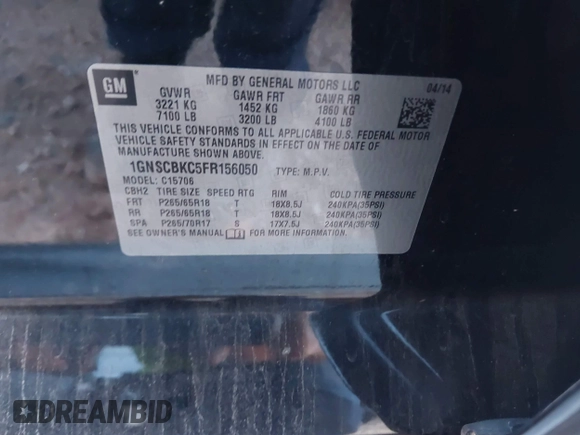 GM
MFD BY GENERAL MOTORS LLC 04/14
GVWR GAWR FRT GAWR RR
3221 KG 1452 KG 1860 KG
7100 LB 3200 LB 4100 LB
THIS VEHICLE CONFORMS TO ALL APPLICABLE U.S. FEDERAL MOTOR
VEHICLE SAFETY STANDARDS IN EFFECT ON THE DATE OF
MANUFACTURE SHOWN ABOVE.
1GNSCBKC5FR156050 TYPE: M.P.V.
MODEL: C15706
CBH2 TIRE SIZE SPEED RTG RIM COLD TIRE PRESSURE
FRT P265/65R18 T 18X8.5J 240KPA(35PSI)
RR P265/65R18 T 18X8.5J 240KPA(35PSI)
SPA P265/70R17 S 17X7.5J 240KPA(35PSI)
SEE OWNER'S MANUAL FOR MORE INFORMATION.
DREAMBID